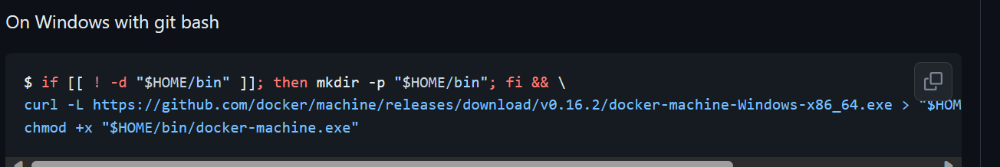 On Windows with git bash
$ if [[ ! -d "$HOME/bin" ]]; then mkdir -p "$HOME/bin"; fi && \
curl -L https://github.com/docker/machine/releases/download/v0.16.2/docker-machine-Windows-x86_64.exe > "$HOM
chmod +x "$HOME/bin/docker-machine.exe"